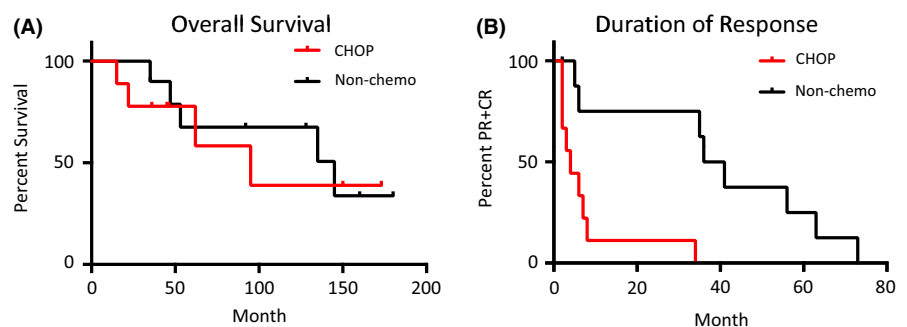 (A) Overall Survival
CHOP
Non-chemo
Percent Survival
100
50
0
0 50 100 150 200
Month
(B) Duration of Response
CHOP
Non-chemo
Percent PR+CR
100
50
0
0 20 40 60 80
Month